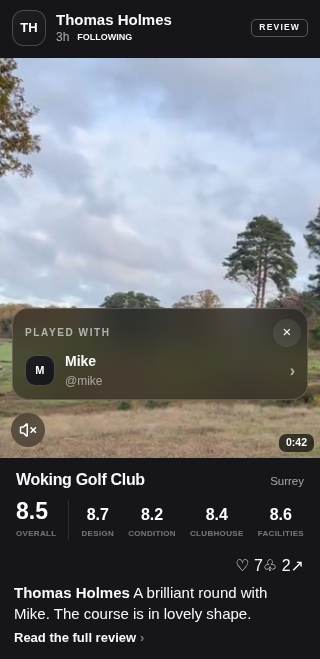 TH
Thomas Holmes
3h FOLLOWING
REVIEW
PLAYED WITH
×
M
Mike
@mike
›
0:42
Woking Golf Club
Surrey
8.5 8.7 8.2 8.4 8.6
OVERALL DESIGN CONDITION CLUBHOUSE FACILITIES
♡ 7♧ 2↗
Thomas Holmes A brilliant round with
Mike. The course is in lovely shape.
Read the full review ›